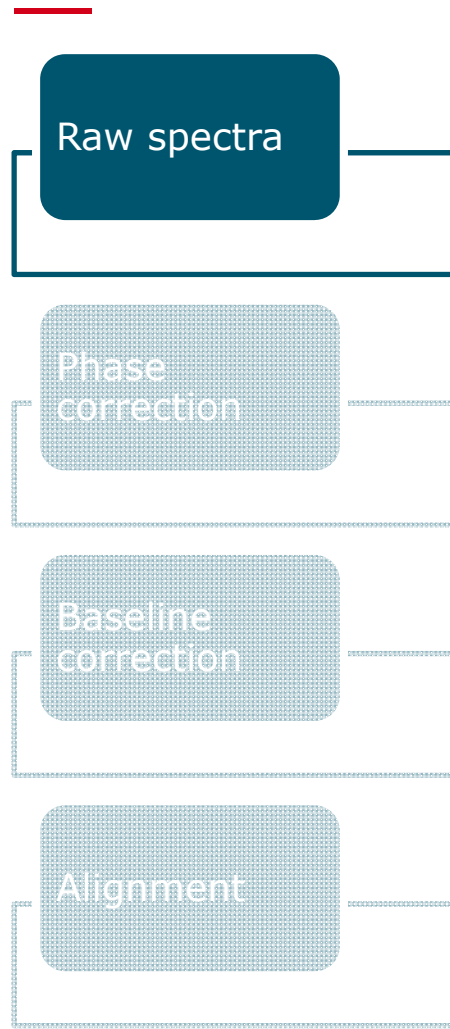 Raw spectra
Phase
correction
Baseline
correction
Alignment